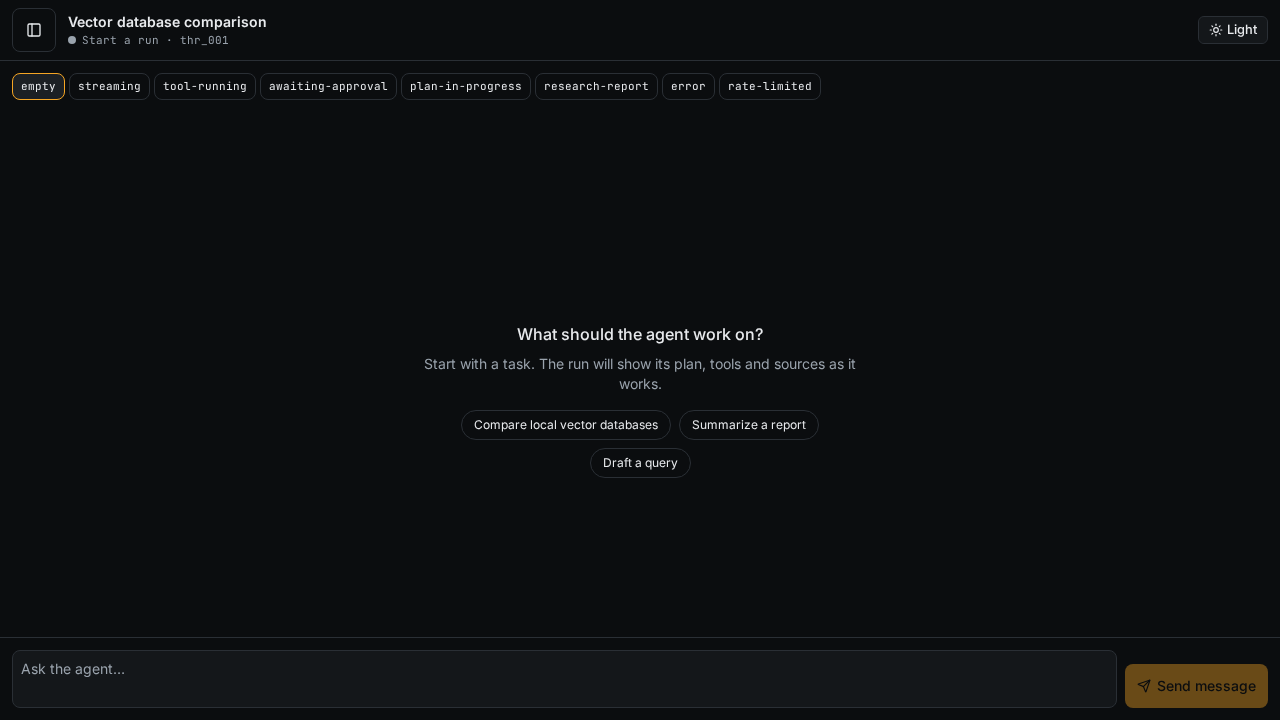 Vector database comparison
Start a run · thr_001
Light
empty streaming tool-running awaiting-approval plan-in-progress research-report error rate-limited
What should the agent work on?
Start with a task. The run will show its plan, tools and sources as it
works.
Compare local vector databases Summarize a report
Draft a query
Ask the agent…
Send message